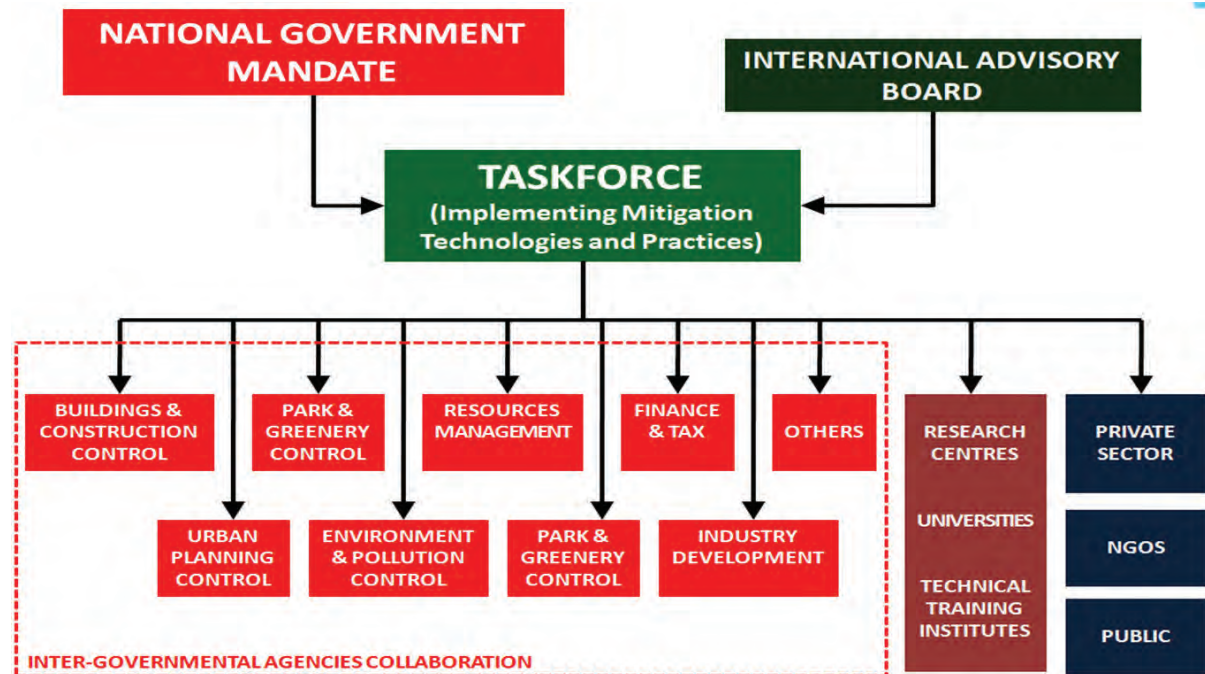 NATIONAL GOVERNMENT
MANDATE
INTERNATIONAL ADVISORY
BOARD
TASKFORCE
(Implementing Mitigation
Technologies and Practices)
BUILDINGS &
CONSTRUCTION
CONTROL
PARK &
GREENERY
CONTROL
RESOURCES
MANAGEMENT
FINANCE
& TAX
OTHERS
URBAN
PLANNING
CONTROL
ENVIRONMENT
& POLLUTION
CONTROL
PARK &
GREENERY
CONTROL
INDUSTRY
DEVELOPMENT
INTER-GOVERNMENTAL AGENCIES COLLABORATION
RESEARCH
CENTRES
UNIVERSITIES
TECHNICAL
TRAINING
INSTITUTES
PRIVATE
SECTOR
NGOS
PUBLIC